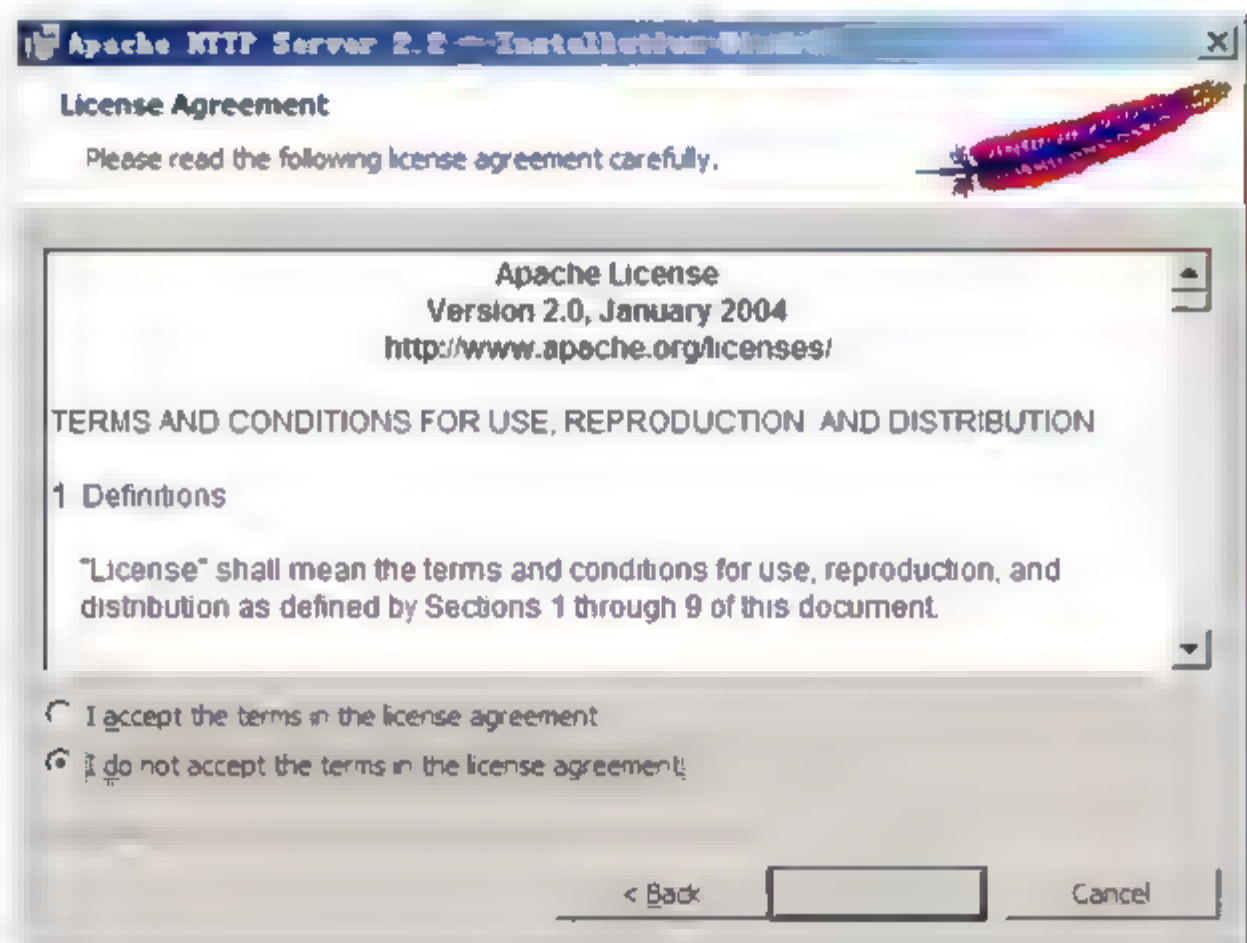 Apache HTTP Server 2.2 - Installation
License Agreement
Please read the following license agreement carefully.
Apache License
Version 2.0, January 2004
http://www.apache.org/licenses/
TERMS AND CONDITIONS FOR USE, REPRODUCTION AND DISTRIBUTION
1 Definitions
"License" shall mean the terms and conditions for use, reproduction, and
distribution as defined by Sections 1 through 9 of this document.
I accept the terms in the license agreement
I do not accept the terms in the license agreement
< Back
Cancel